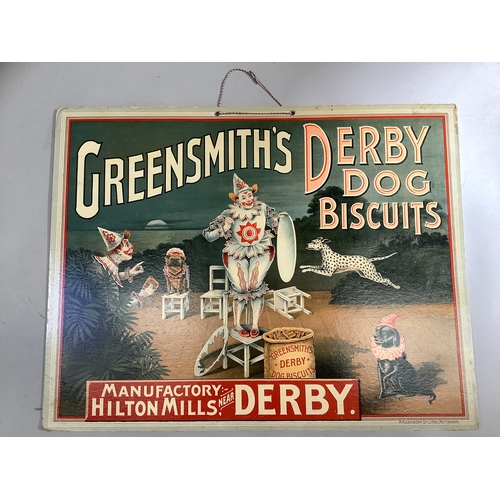 GREENSMITH'S
DERBY
DOG
BISCUITS
GREENSMITH'S
DERBY
DOG BISCUITS
MANUFACTORY:
HILTON MILLS, NEAR DERBY.